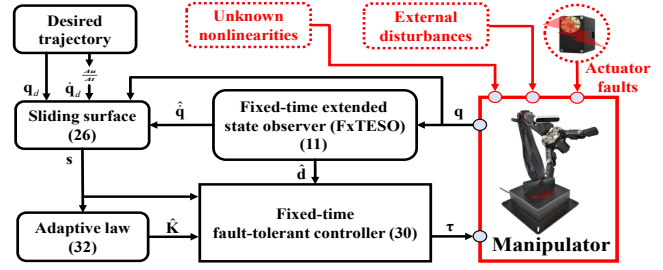 Desired
trajectory
Unknown
nonlinearities
External
disturbances
Actuator
faults
q_d
q̇_d
Sliding surface
(26)
q̂̇
Fixed-time extended
state observer (FxTESO)
(11)
q
s
d̂
Adaptive law
(32)
K̂
Fixed-time
fault-tolerant controller (30)
τ
Manipulator